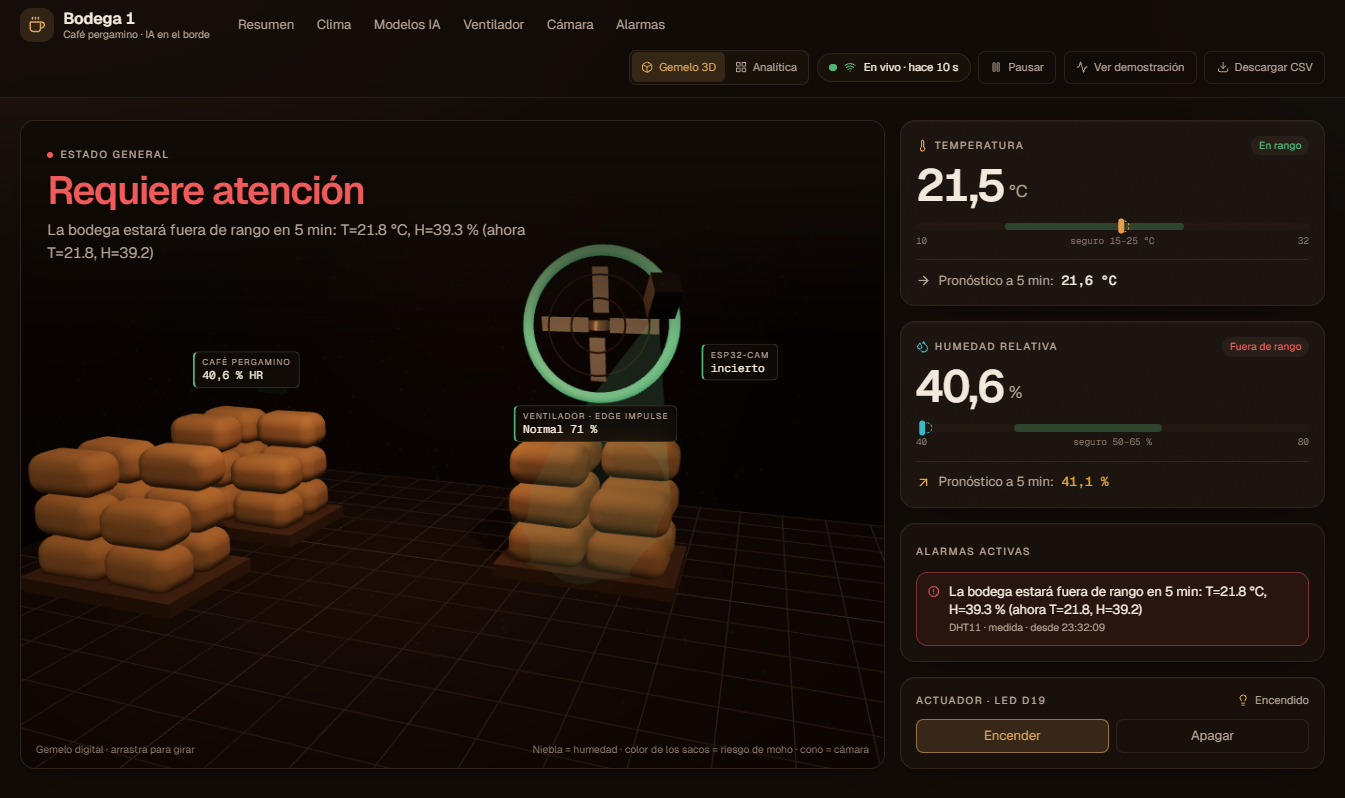 Bodega 1
Café pergamino · IA en el borde
Resumen
Clima
Modelos IA
Ventilador
Cámara
Alarmas
Gemelo 3D
Analítica
En vivo · hace 10 s
Pausar
Ver demostración
Descargar CSV
ESTADO GENERAL
Requiere atención
La bodega estará fuera de rango en 5 min: T=21.8 °C, H=39.3 % (ahora
T=21.8, H=39.2)
CAFÉ PERGAMINO
40,6 % HR
ESP32-CAM
incierto
VENTILADOR · EDGE IMPULSE
Normal 71 %
Gemelo digital · arrastra para girar
Niebla = humedad · color de los sacos = riesgo de moho · cono = cámara
TEMPERATURA
En rango
21,5 °C
10
seguro 15–25 °C
32
Pronóstico a 5 min: 21,6 °C
HUMEDAD RELATIVA
Fuera de rango
40,6 %
40
seguro 50–65 %
80
Pronóstico a 5 min: 41,1 %
ALARMAS ACTIVAS
La bodega estará fuera de rango en 5 min: T=21.8 °C,
H=39.3 % (ahora T=21.8, H=39.2)
DHT11 · medida · desde 23:32:09
ACTUADOR · LED D19
Encendido
Encender
Apagar